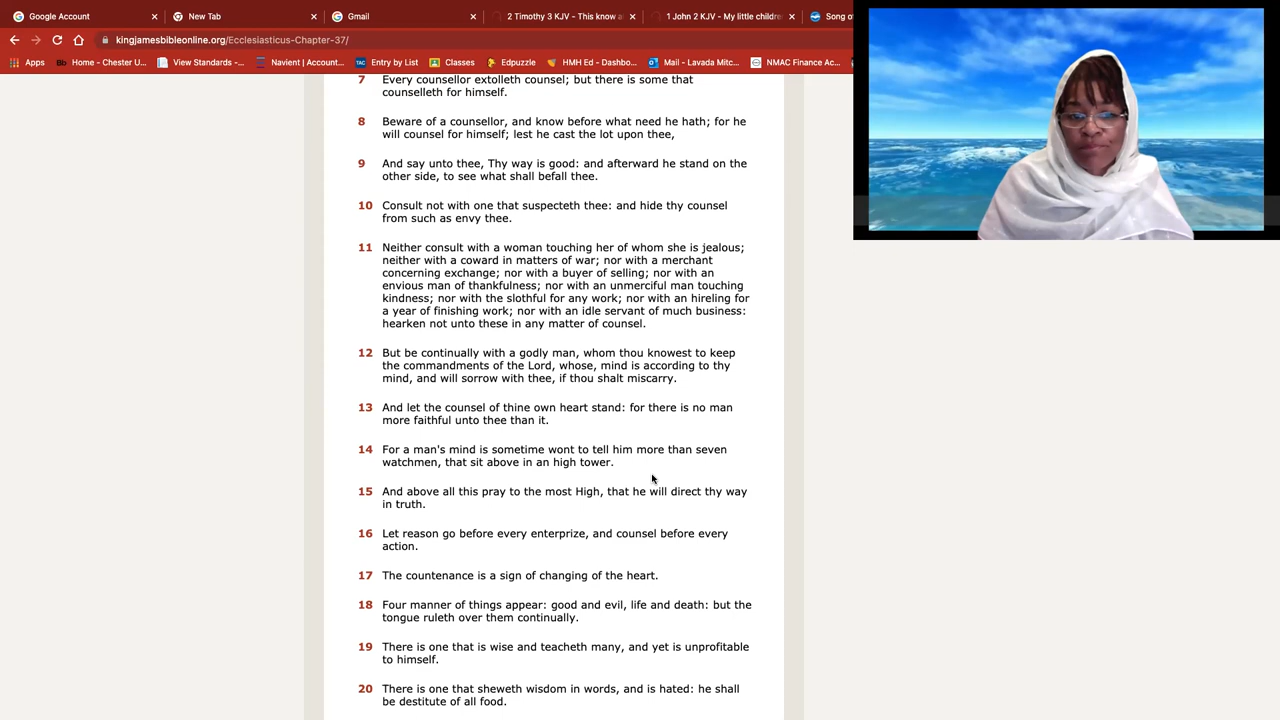 Google Account
New Tab
Gmail
2 Timothy 3 KJV - This know a
1 John 2 KJV - My little childre
Song of
kingjamesbibleonline.org/Ecclesiasticus-Chapter-37/
Apps
Bb Home - Chester U...
View Standards -...
Navient | Account...
TAC Entry by List
Classes
Edpuzzle
HMH Ed - Dashbo...
Mail - Lavada Mitc...
NMAC Finance Ac...
7 Every counsellor extolleth counsel; but there is some that
counselleth for himself.
8 Beware of a counsellor, and know before what need he hath; for he
will counsel for himself; lest he cast the lot upon thee,
9 And say unto thee, Thy way is good: and afterward he stand on the
other side, to see what shall befall thee.
10 Consult not with one that suspecteth thee: and hide thy counsel
from such as envy thee.
11 Neither consult with a woman touching her of whom she is jealous;
neither with a coward in matters of war; nor with a merchant
concerning exchange; nor with a buyer of selling; nor with an
envious man of thankfulness; nor with an unmerciful man touching
kindness; nor with the slothful for any work; nor with an hireling for
a year of finishing work; nor with an idle servant of much business:
hearken not unto these in any matter of counsel.
12 But be continually with a godly man, whom thou knowest to keep
the commandments of the Lord, whose, mind is according to thy
mind, and will sorrow with thee, if thou shalt miscarry.
13 And let the counsel of thine own heart stand: for there is no man
more faithful unto thee than it.
14 For a man's mind is sometime wont to tell him more than seven
watchmen, that sit above in an high tower.
15 And above all this pray to the most High, that he will direct thy way
in truth.
16 Let reason go before every enterprize, and counsel before every
action.
17 The countenance is a sign of changing of the heart.
18 Four manner of things appear: good and evil, life and death: but the
tongue ruleth over them continually.
19 There is one that is wise and teacheth many, and yet is unprofitable
to himself.
20 There is one that sheweth wisdom in words, and is hated: he shall
be destitute of all food.